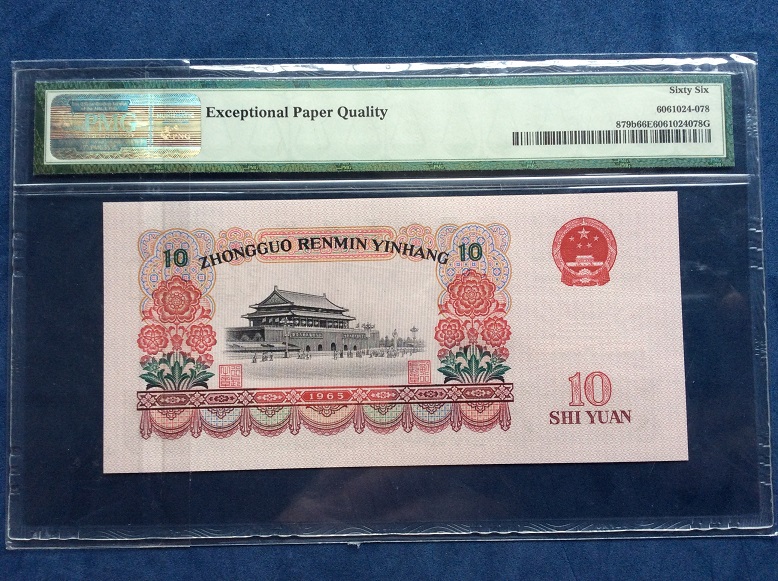 Exceptional Paper Quality
Sixty Six
6061024-078
879b66E6061024078G
10 ZHONGGUO RENMIN YINHANG 10
1965
10
SHI YUAN